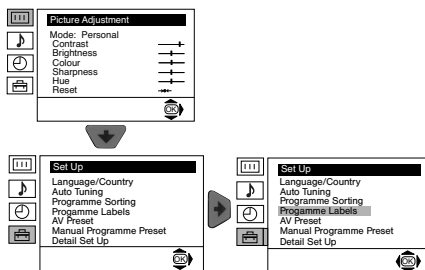 Picture Adjustment
Mode: Personal
Contrast
Brightness
Colour
Sharpness
Hue
Reset
OK
Set Up
Language/Country
Auto Tuning
Programme Sorting
Progamme Labels
AV Preset
Manual Programme Preset
Detail Set Up
OK
Set Up
Language/Country
Auto Tuning
Programme Sorting
Progamme Labels
AV Preset
Manual Programme Preset
Detail Set Up
OK